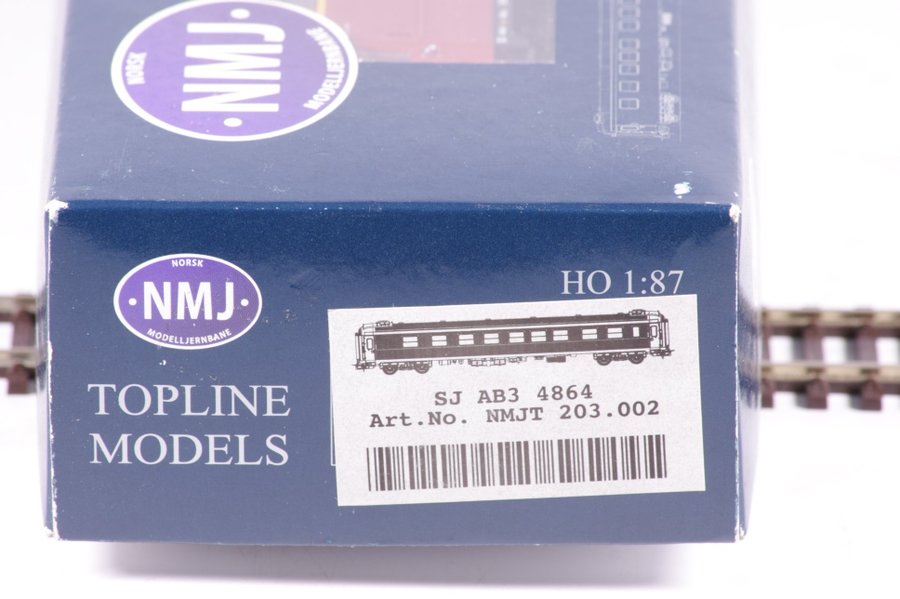 NORSK
NMJ
MODELLJERNBANE
HO 1:87
NORSK
·NMJ·
MODELLJERNBANE
TOPLINE
MODELS
SJ AB3 4864
Art.No. NMJT 203.002